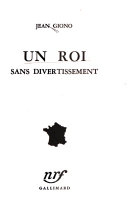 JEAN GIONO
UN ROI
SANS DIVERTISSEMENT
nrf
GALLIMARD